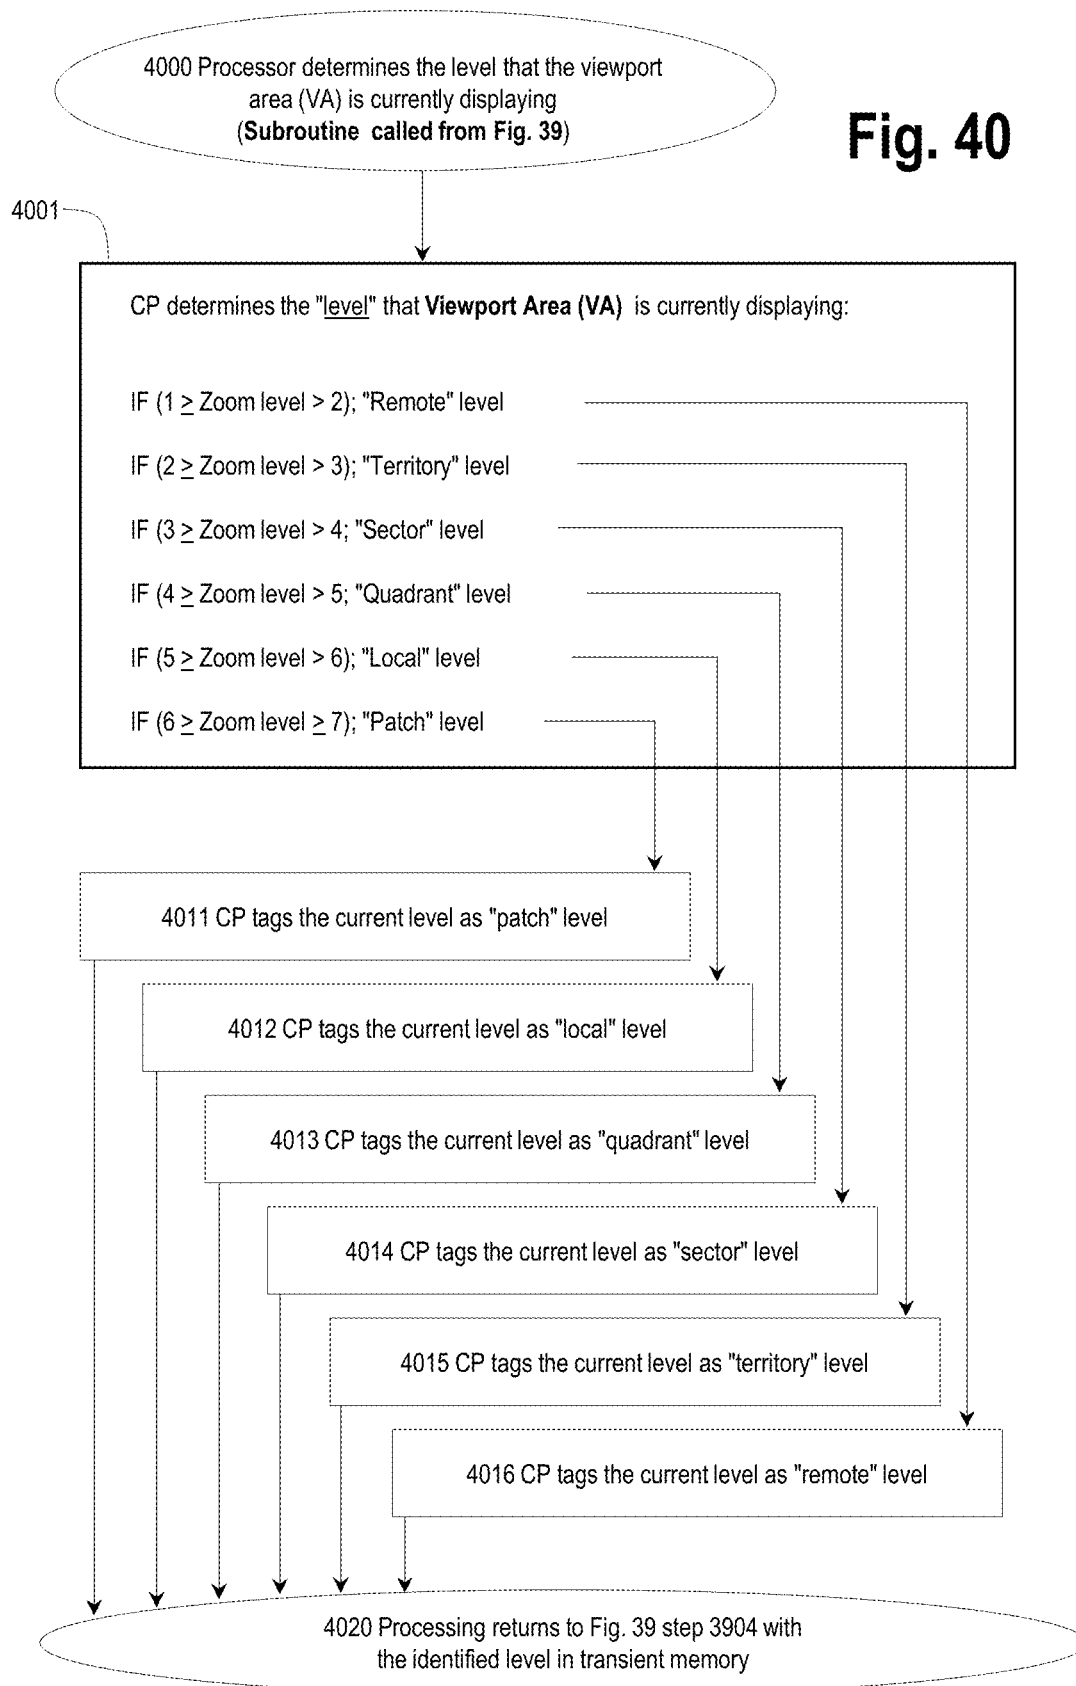 4000 Processor determines the level that the viewport
area (VA) is currently displaying
(Subroutine called from Fig. 39)
Fig. 40
4001
CP determines the "level" that Viewport Area (VA) is currently displaying:
IF (1 ≥ Zoom level > 2); "Remote" level
IF (2 ≥ Zoom level > 3); "Territory" level
IF (3 ≥ Zoom level > 4; "Sector" level
IF (4 ≥ Zoom level > 5; "Quadrant" level
IF (5 ≥ Zoom level > 6); "Local" level
IF (6 ≥ Zoom level ≥ 7); "Patch" level
4011 CP tags the current level as "patch" level
4012 CP tags the current level as "local" level
4013 CP tags the current level as "quadrant" level
4014 CP tags the current level as "sector" level
4015 CP tags the current level as "territory" level
4016 CP tags the current level as "remote" level
4020 Processing returns to Fig. 39 step 3904 with
the identified level in transient memory